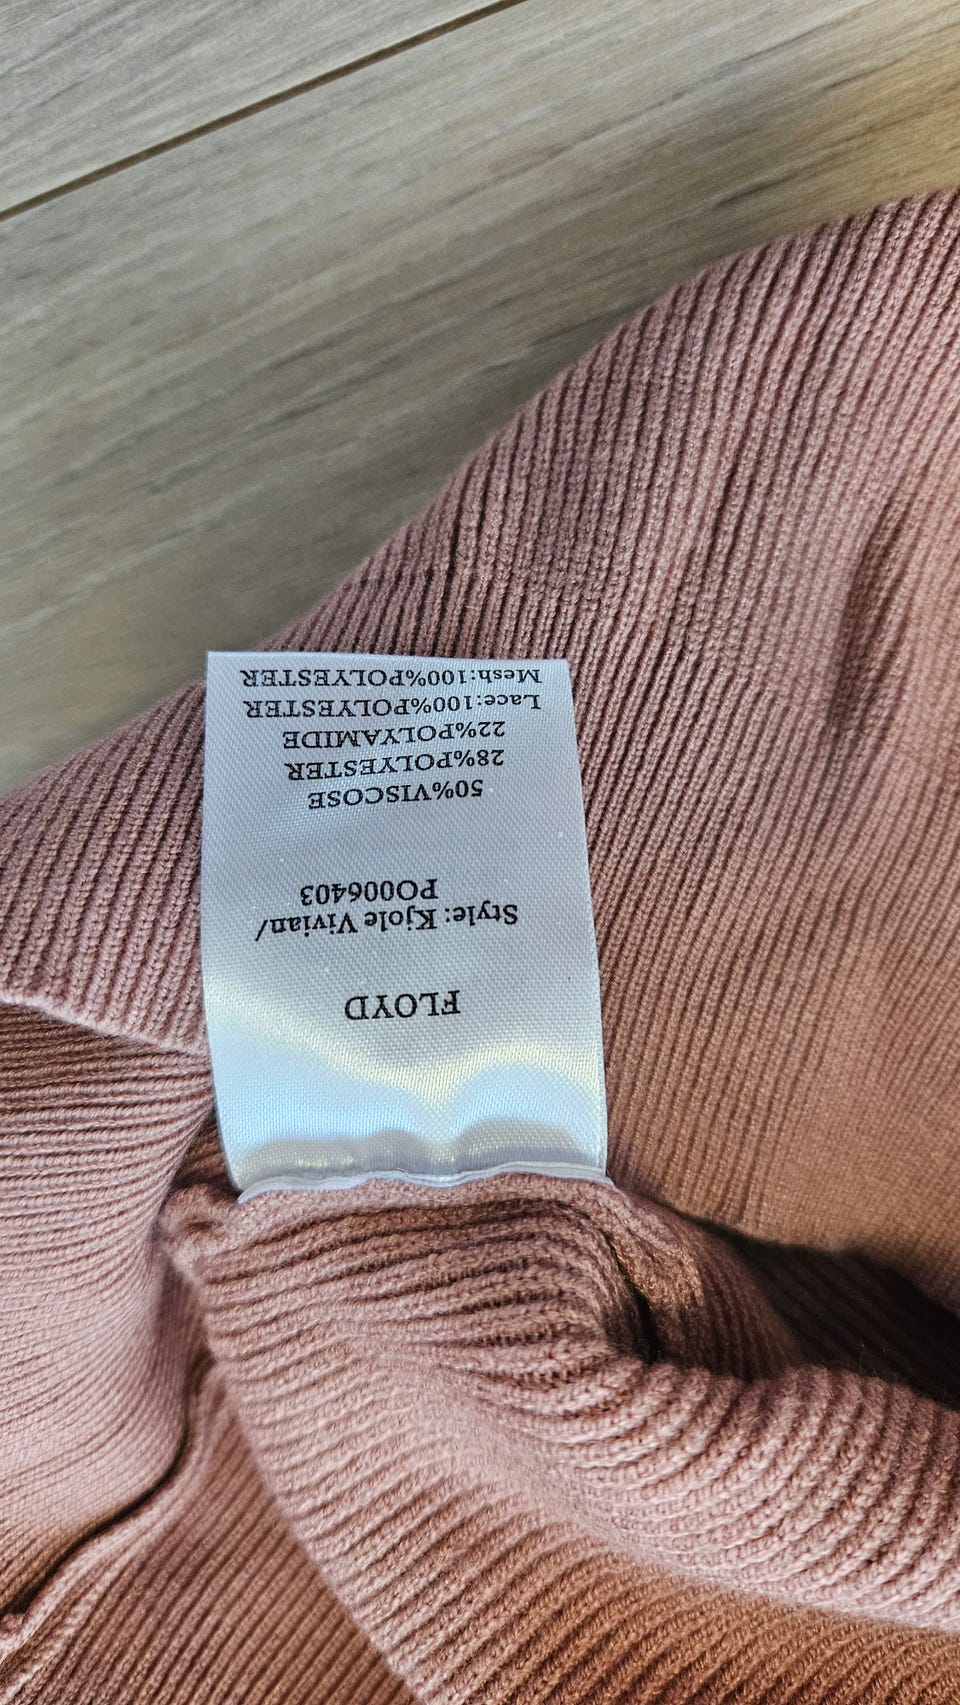 FLOYD
Style: Kjole Vivian/
PO006403
50%VISCOSE
28%POLYESTER
22%POLYAMIDE
Lace:100%POLYESTER
Mesh:100%POLYESTER